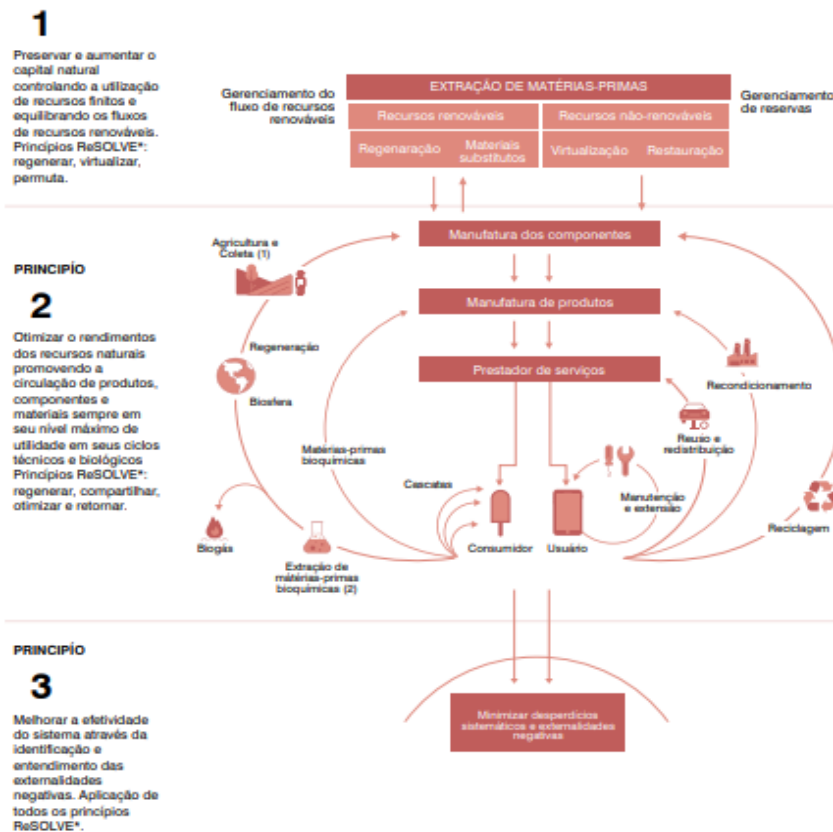 1
Preservar e aumentar o
capital natural
controlando a utilização
de recursos finitos e
equilibrando os fluxos
de recursos renováveis.
Princípios ReSOLVE*:
regenerar, virtualizar,
permuta.
Gerenciamento do
fluxo de recursos
renováveis
EXTRAÇÃO DE MATÉRIAS-PRIMAS
Recursos renováveis
Recursos não-renováveis
Regenaração
Materiais
substitutos
Virtualização
Restauração
Gerenciamento
de reservas
PRINCIPÍO
2
Otimizar o rendimentos
dos recursos naturais
promovendo a
circulação de produtos,
componentes e
materiais sempre em
seu nível máximo de
utilidade em seus ciclos
técnicos e biológicos
Princípios ReSOLVE*:
regenerar, compartilhar,
otimizar e retornar.
Agricultura e
Coleta (1)
Regeneração
Biosfera
Biogás
Extração de
mátérias-primas
bioquímicas (2)
Matérias-primas
bioquímicas
Manufatura dos componentes
Manufatura de produtos
Prestador de serviços
Cascatas
Consumidor
Usuário
Manutenção
e extensão
Reuso e
redistribuição
Recondicionamento
Reciclagem
PRINCIPÍO
3
Melhorar a efetividade
do sistema através da
identificação e
entendimento das
externalidades
negativas. Aplicação de
todos os princípios
ReSOLVE*.
Minimizar desperdícios
sistemáticos e externalidades
negativas